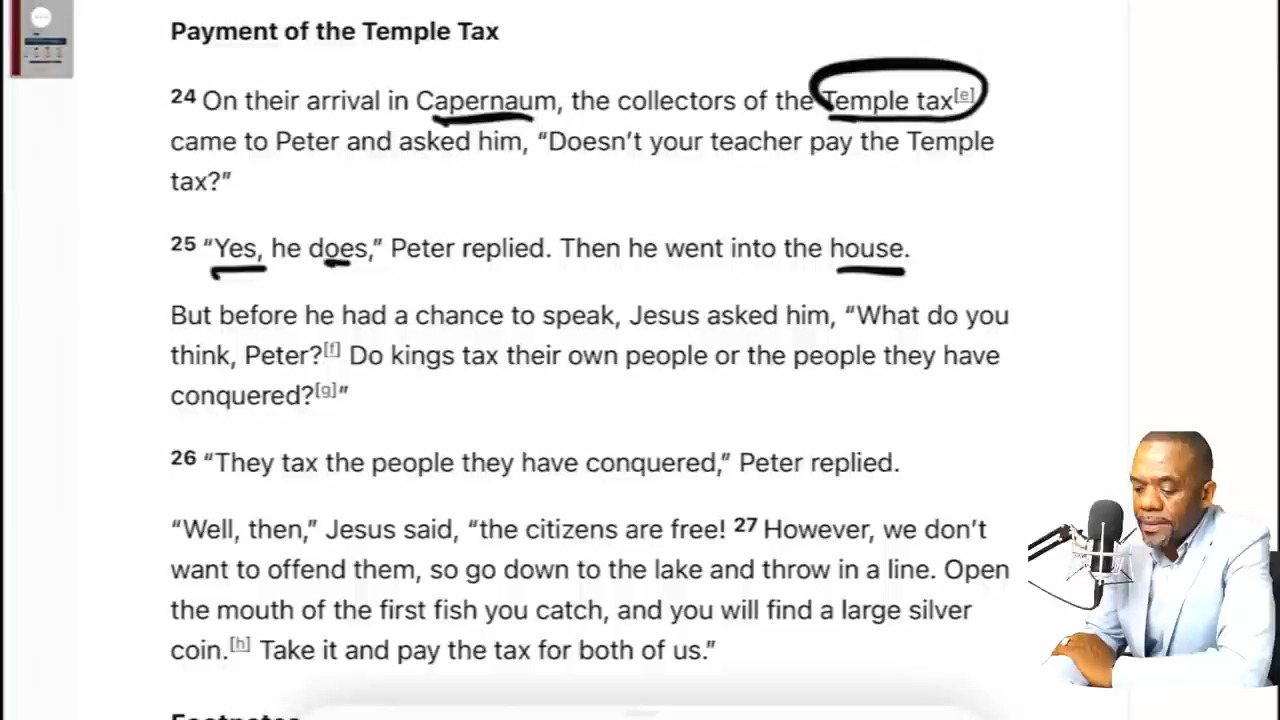 Payment of the Temple Tax
24 On their arrival in Capernaum, the collectors of the Temple tax[e]
came to Peter and asked him, “Doesn’t your teacher pay the Temple
tax?”
25 “Yes, he does,” Peter replied. Then he went into the house.
But before he had a chance to speak, Jesus asked him, “What do you
think, Peter?[f] Do kings tax their own people or the people they have
conquered?[g]”
26 “They tax the people they have conquered,” Peter replied.
“Well, then,” Jesus said, “the citizens are free! 27 However, we don’t
want to offend them, so go down to the lake and throw in a line. Open
the mouth of the first fish you catch, and you will find a large silver
coin.[h] Take it and pay the tax for both of us.”
Footnotes